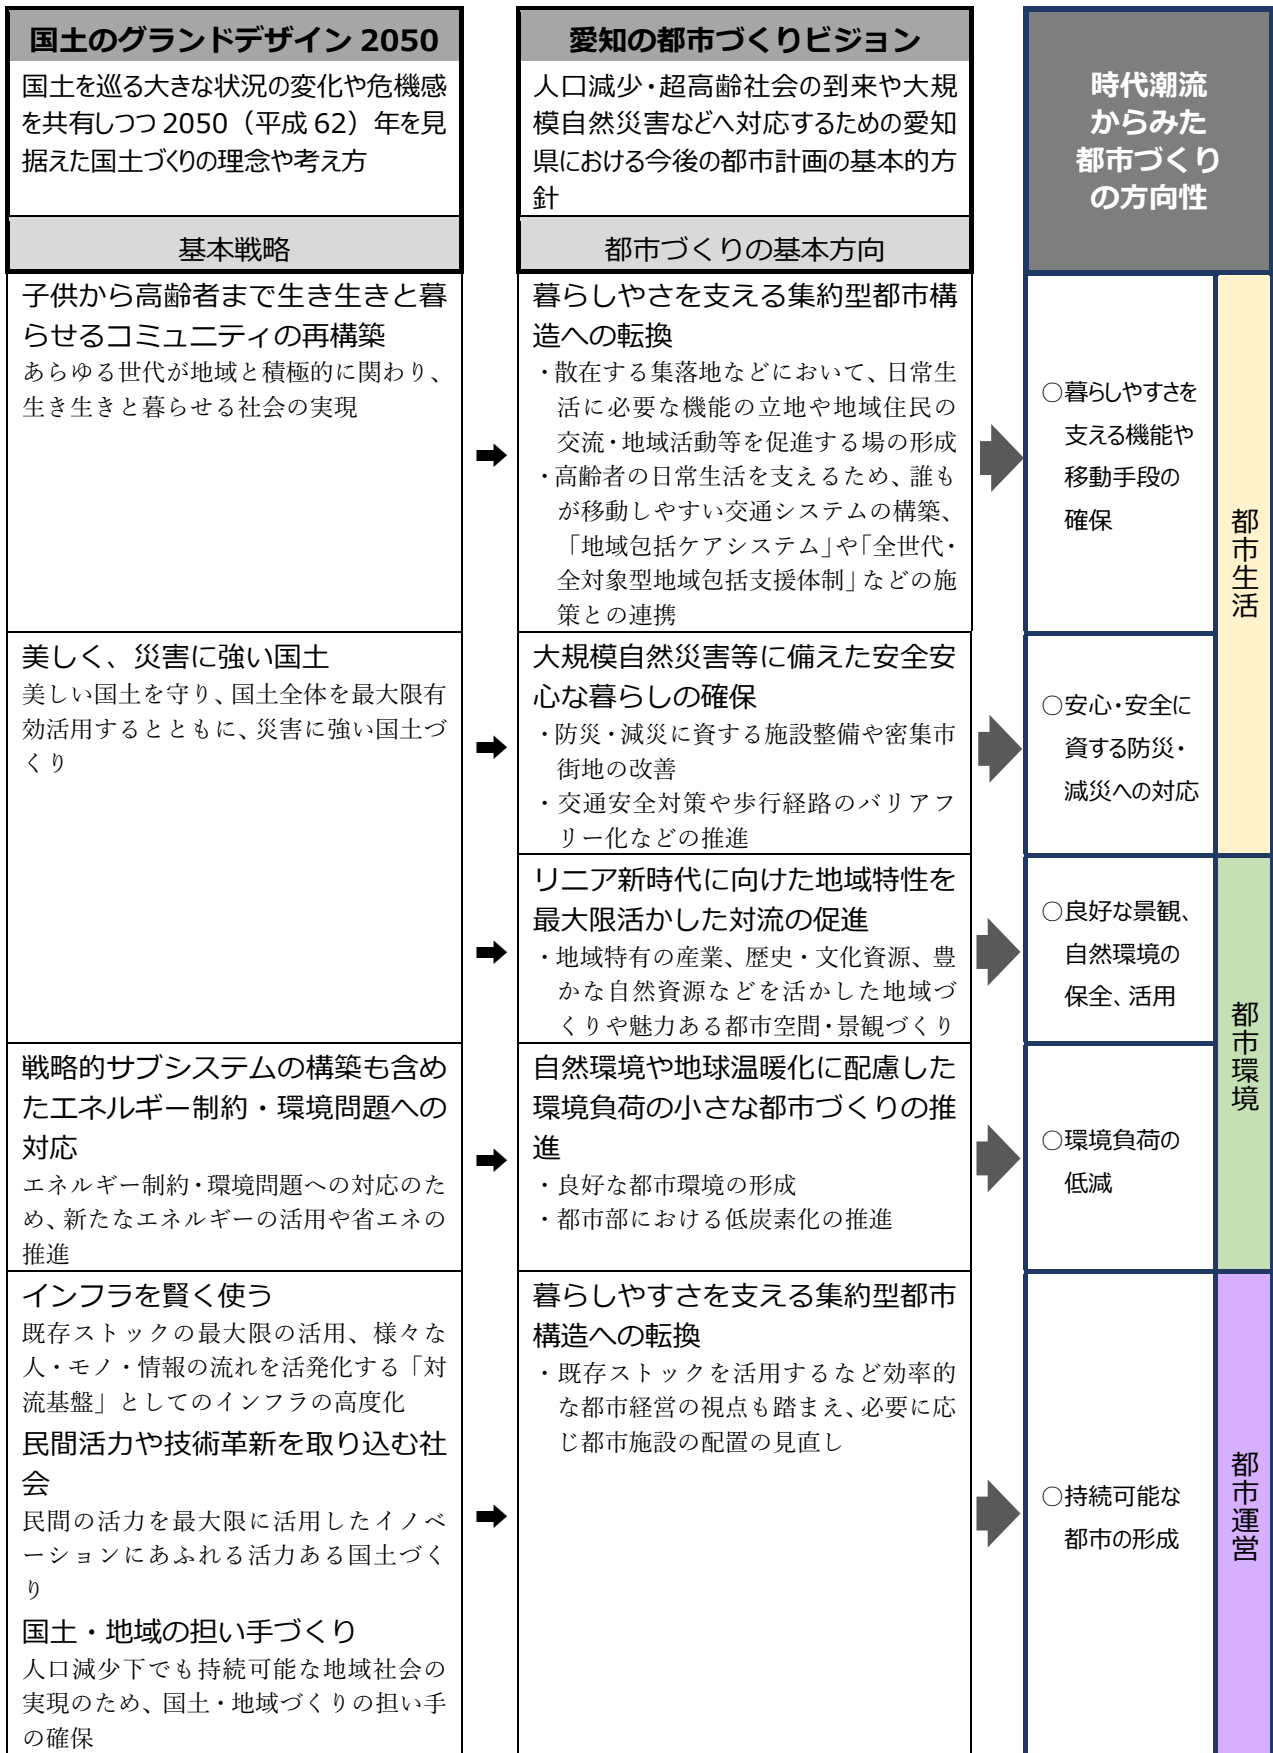 国土のグランドデザイン 2050
国土を巡る大きな状況の変化や危機感
を共有しつつ 2050（平成 62）年を見
据えた国土づくりの理念や考え方
基本戦略
愛知の都市づくりビジョン
人口減少・超高齢社会の到来や大規
模自然災害などへ対応するための愛知
県における今後の都市計画の基本的方
針
都市づくりの基本方向
時代潮流
からみた
都市づくり
の方向性
子供から高齢者まで生き生きと暮
らせるコミュニティの再構築
あらゆる世代が地域と積極的に関わり、
生き生きと暮らせる社会の実現
暮らしやさを支える集約型都市構
造への転換
・散在する集落地などにおいて、日常生
活に必要な機能の立地や地域住民の
交流・地域活動等を促進する場の形成
・高齢者の日常生活を支えるため、誰も
が移動しやすい交通システムの構築、
「地域包括ケアシステム」や「全世代・
全対象型地域包括支援体制」などの施
策との連携
○暮らしやすさを
支える機能や
移動手段の
確保
都市生活
美しく、災害に強い国土
美しい国土を守り、国土全体を最大限有
効活用するとともに、災害に強い国土づ
くり
大規模自然災害等に備えた安全安
心な暮らしの確保
・防災・減災に資する施設整備や密集市
街地の改善
・交通安全対策や歩行経路のバリアフ
リー化などの推進
○安心・安全に
資する防災・
減災への対応
リニア新時代に向けた地域特性を
最大限活かした対流の促進
・地域特有の産業、歴史・文化資源、豊
かな自然資源などを活かした地域づ
くりや魅力ある都市空間・景観づくり
○良好な景観、
自然環境の
保全、活用
都市環境
戦略的サブシステムの構築も含め
たエネルギー制約・環境問題への
対応
エネルギー制約・環境問題への対応のた
め、新たなエネルギーの活用や省エネの
推進
自然環境や地球温暖化に配慮した
環境負荷の小さな都市づくりの推
進
・良好な都市環境の形成
・都市部における低炭素化の推進
○環境負荷の
低減
インフラを賢く使う
既存ストックの最大限の活用、様々な
人・モノ・情報の流れを活発化する「対
流基盤」としてのインフラの高度化
民間活力や技術革新を取り込む社
会
民間の活力を最大限に活用したイノベ
ーションにあふれる活力ある国土づく
り
国土・地域の担い手づくり
人口減少下でも持続可能な地域社会の
実現のため、国土・地域づくりの担い手
の確保
暮らしやすさを支える集約型都市
構造への転換
・既存ストックを活用するなど効率的
な都市経営の視点も踏まえ、必要に応
じ都市施設の配置の見直し
○持続可能な
都市の形成
都市運営